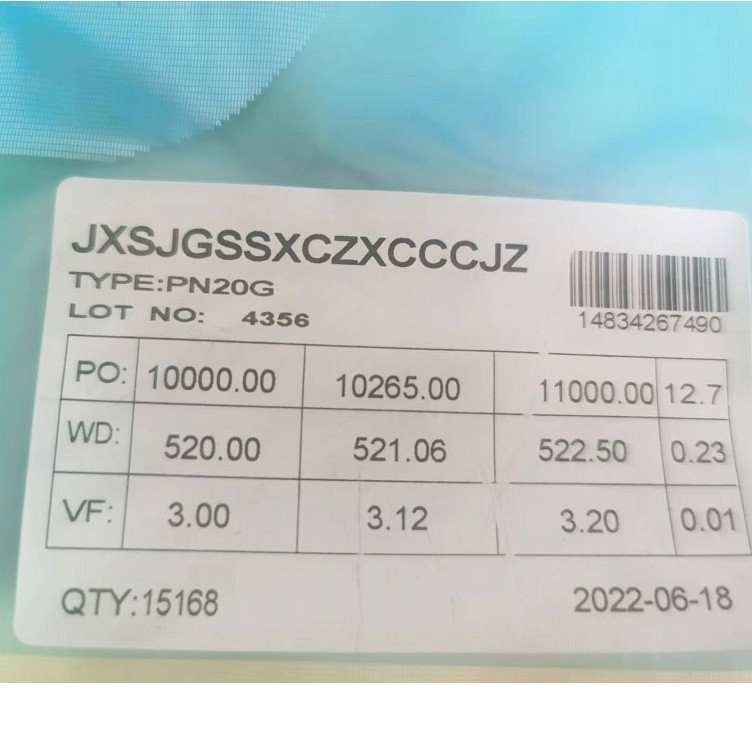 JXSJGSSXCZXCCCJZ
TYPE:PN20G
LOT NO: 4356
14834267490
PO: 10000.00 10265.00 11000.00 12.7
WD: 520.00 521.06 522.50 0.23
VF: 3.00 3.12 3.20 0.01
QTY:15168 2022-06-18